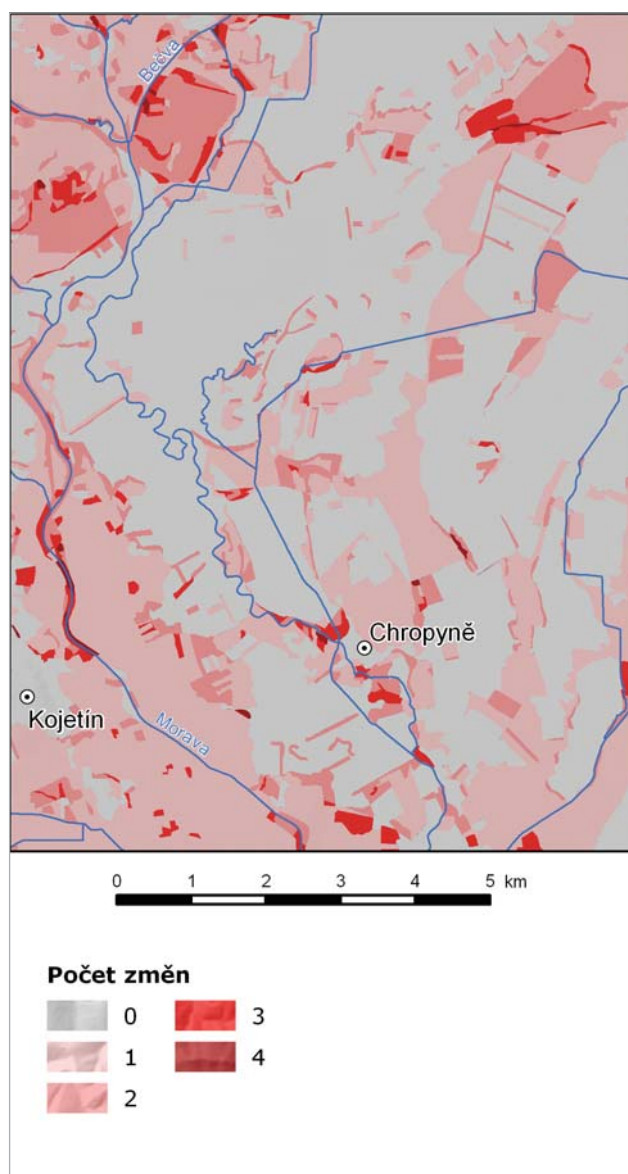 Bečva
Chropyně
Kojetín
Morava
0 1 2 3 4 5 km
Počet změn
0 3
1 4
2